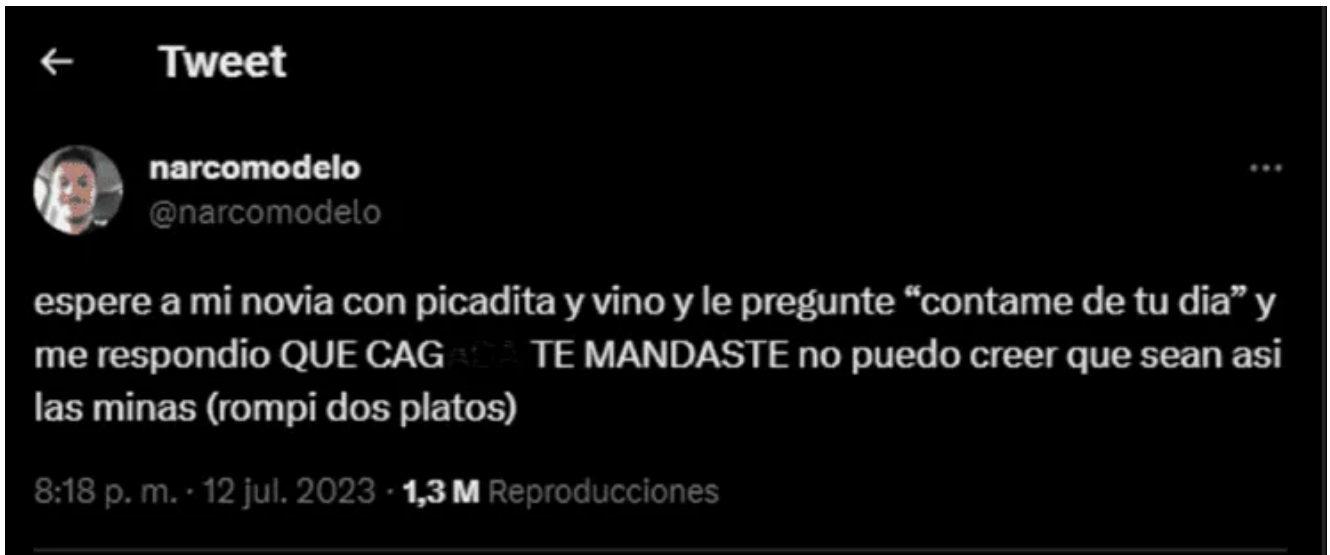 Tweet
narcomodelo
@narcomodelo
espere a mi novia con picadita y vino y le pregunte “contame de tu dia” y
me respondio QUE CAG TE MANDASTE no puedo creer que sean asi
las minas (rompi dos platos)
8:18 p. m. · 12 jul. 2023 · 1,3 M Reproducciones